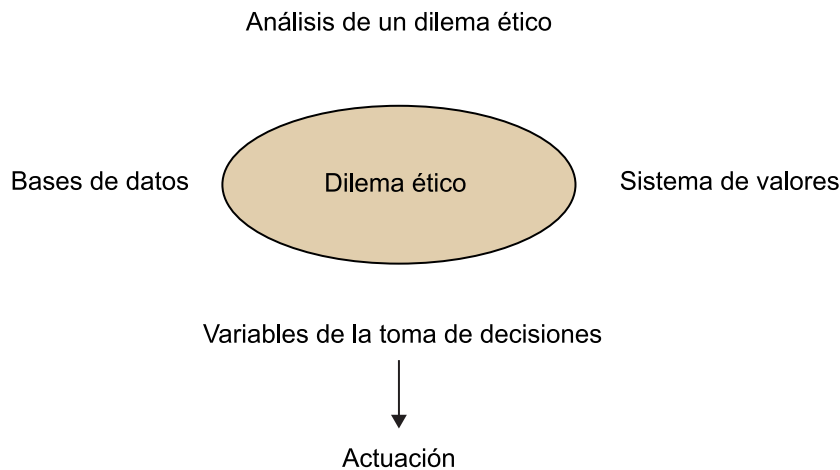 Análisis de un dilema ético
Bases de datos
Dilema ético
Sistema de valores
Variables de la toma de decisiones
Actuación